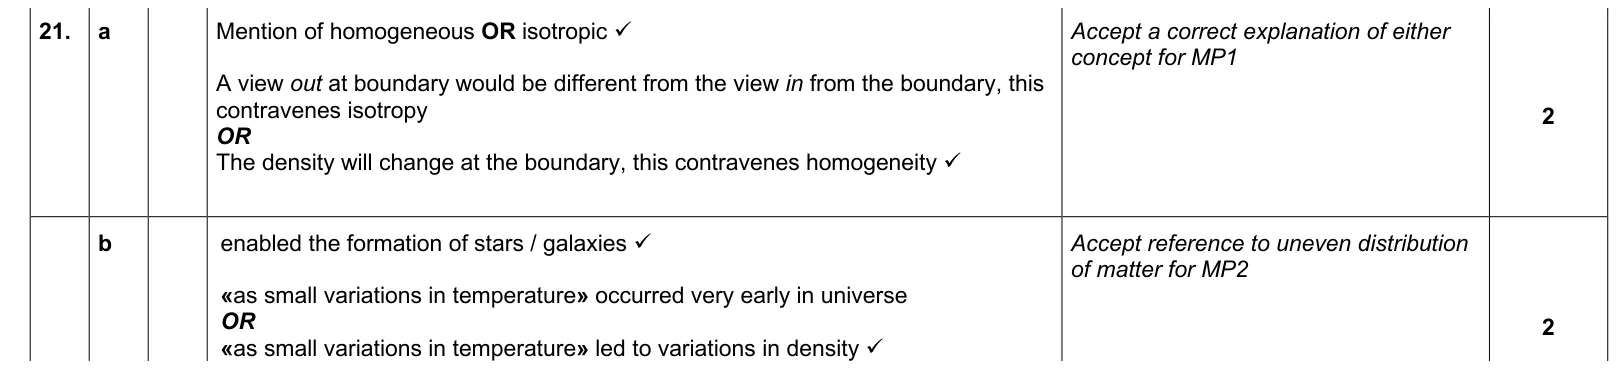 21. a Mention of homogeneous OR isotropic ✓ Accept a correct explanation of either
concept for MP1
A view out at boundary would be different from the view in from the boundary, this
contravenes isotropy
OR
The density will change at the boundary, this contravenes homogeneity ✓
2
b enabled the formation of stars / galaxies ✓ Accept reference to uneven distribution
of matter for MP2
«as small variations in temperature» occurred very early in universe
OR
«as small variations in temperature» led to variations in density ✓
2